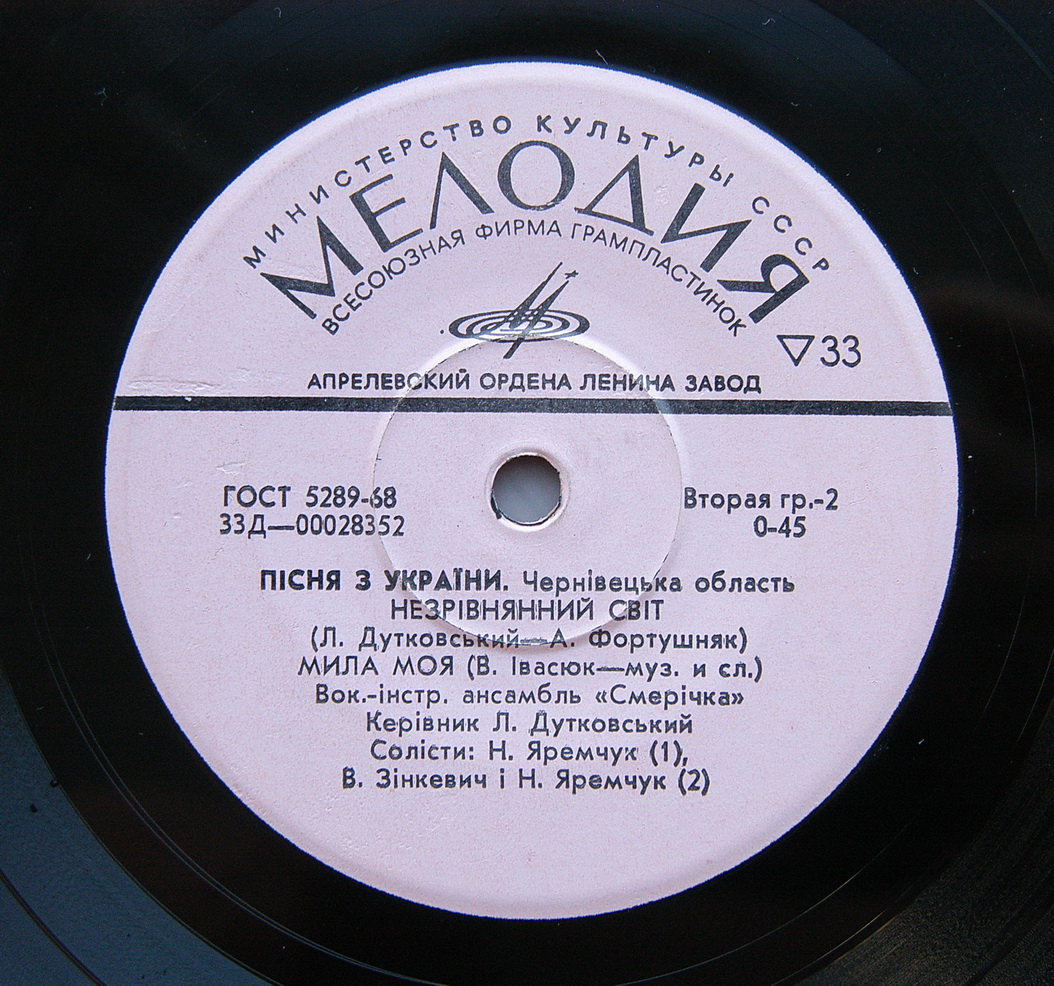 МИНИСТЕРСТВО КУЛЬТУРЫ СССР
МЕЛОДИЯ
ВСЕСОЮЗНАЯ ФИРМА ГРАМПЛАСТИНОК
33
АПРЕЛЕВСКИЙ ОРДЕНА ЛЕНИНА ЗАВОД
ГОСТ 5289-68 Вторая гр.-2
33Д—00028352 0-45
ПІСНЯ З УКРАЇНИ. Чернівецька область
НЕЗРІВНЯННИЙ СВІТ
(Л. Дутковський—А. Фортушняк)
МИЛА МОЯ (В. Івасюк—муз. и сл.)
Вок.-інстр. ансамбль «Смерічка»
Керівник Л. Дутковський
Солісти: Н. Яремчук (1),
В. Зінкевич і Н. Яремчук (2)